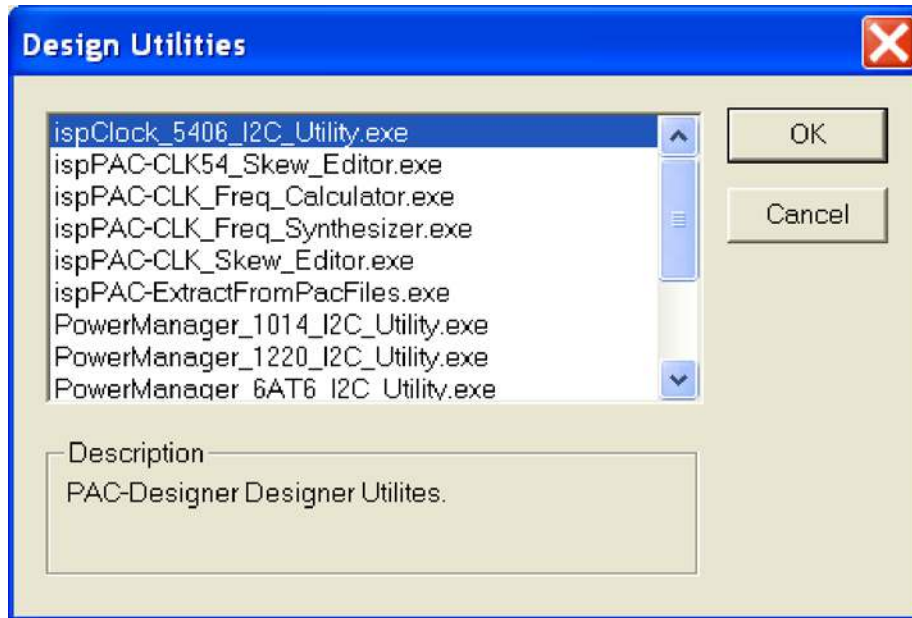 Design Utilities
ispClock_5406_I2C_Utility.exe
ispPAC-CLK54_Skew_Editor.exe
ispPAC-CLK_Freq_Calculator.exe
ispPAC-CLK_Freq_Synthesizer.exe
ispPAC-CLK_Skew_Editor.exe
ispPAC-ExtractFromPacFiles.exe
PowerManager_1014_I2C_Utility.exe
PowerManager_1220_I2C_Utility.exe
PowerManager_6AT6_I2C_Utility.exe
OK
Cancel
Description
PAC-Designer Designer Utilites.